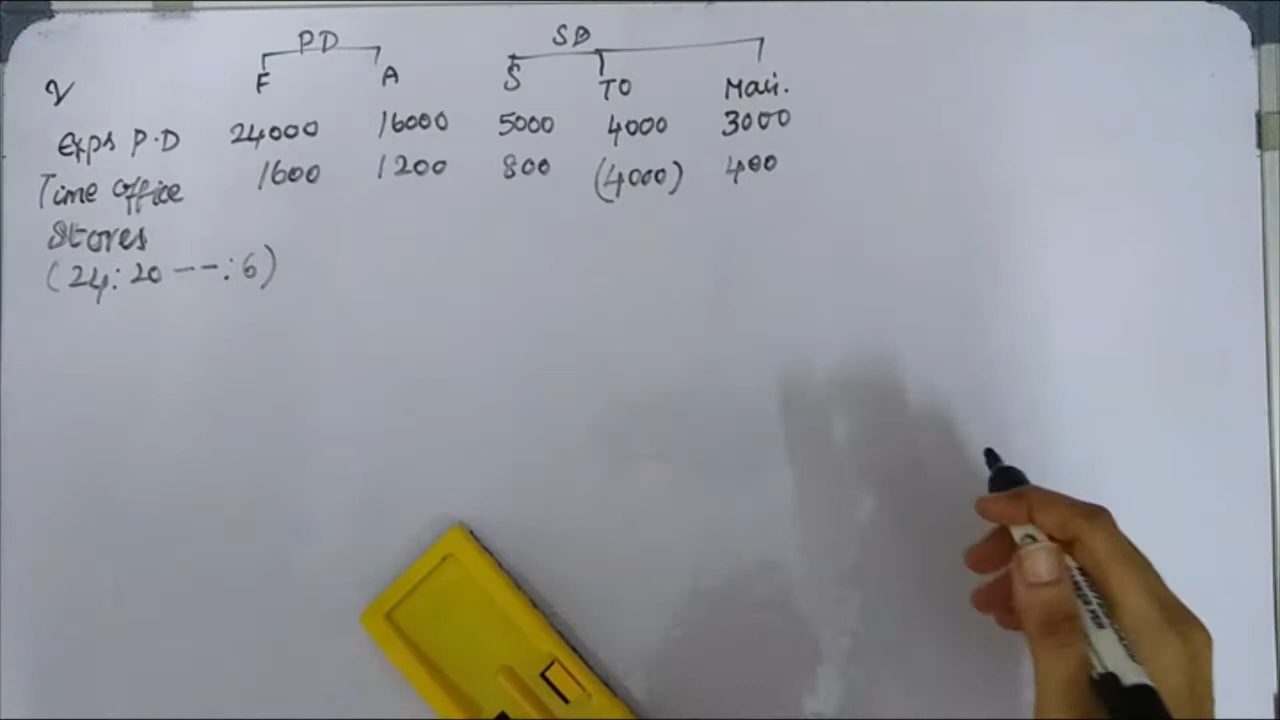 PD SD
F A S TO Maci.
Exps P.D 24000 16000 5000 4000 3000
Time office 1600 1200 800 (4000) 400
Stores
(24:20 --:6)